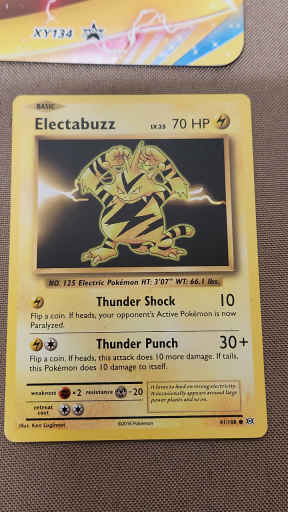 XY134
BASIC
Electabuzz LV.35 70 HP
NO. 125 Electric Pokémon HT: 3'07" WT: 66.1 lbs.
Thunder Shock 10
Flip a coin. If heads, your opponent's Active Pokémon is now
Paralyzed.
Thunder Punch 30+
Flip a coin. If heads, this attack does 10 more damage. If tails,
this Pokémon does 10 damage to itself.
weakness ×2 resistance -20
It loves to feed on strong electricity.
It occasionally appears around large
power plants and so on.
retreat
cost
Illus. Ken Sugimori ©2016 Pokémon 41/108